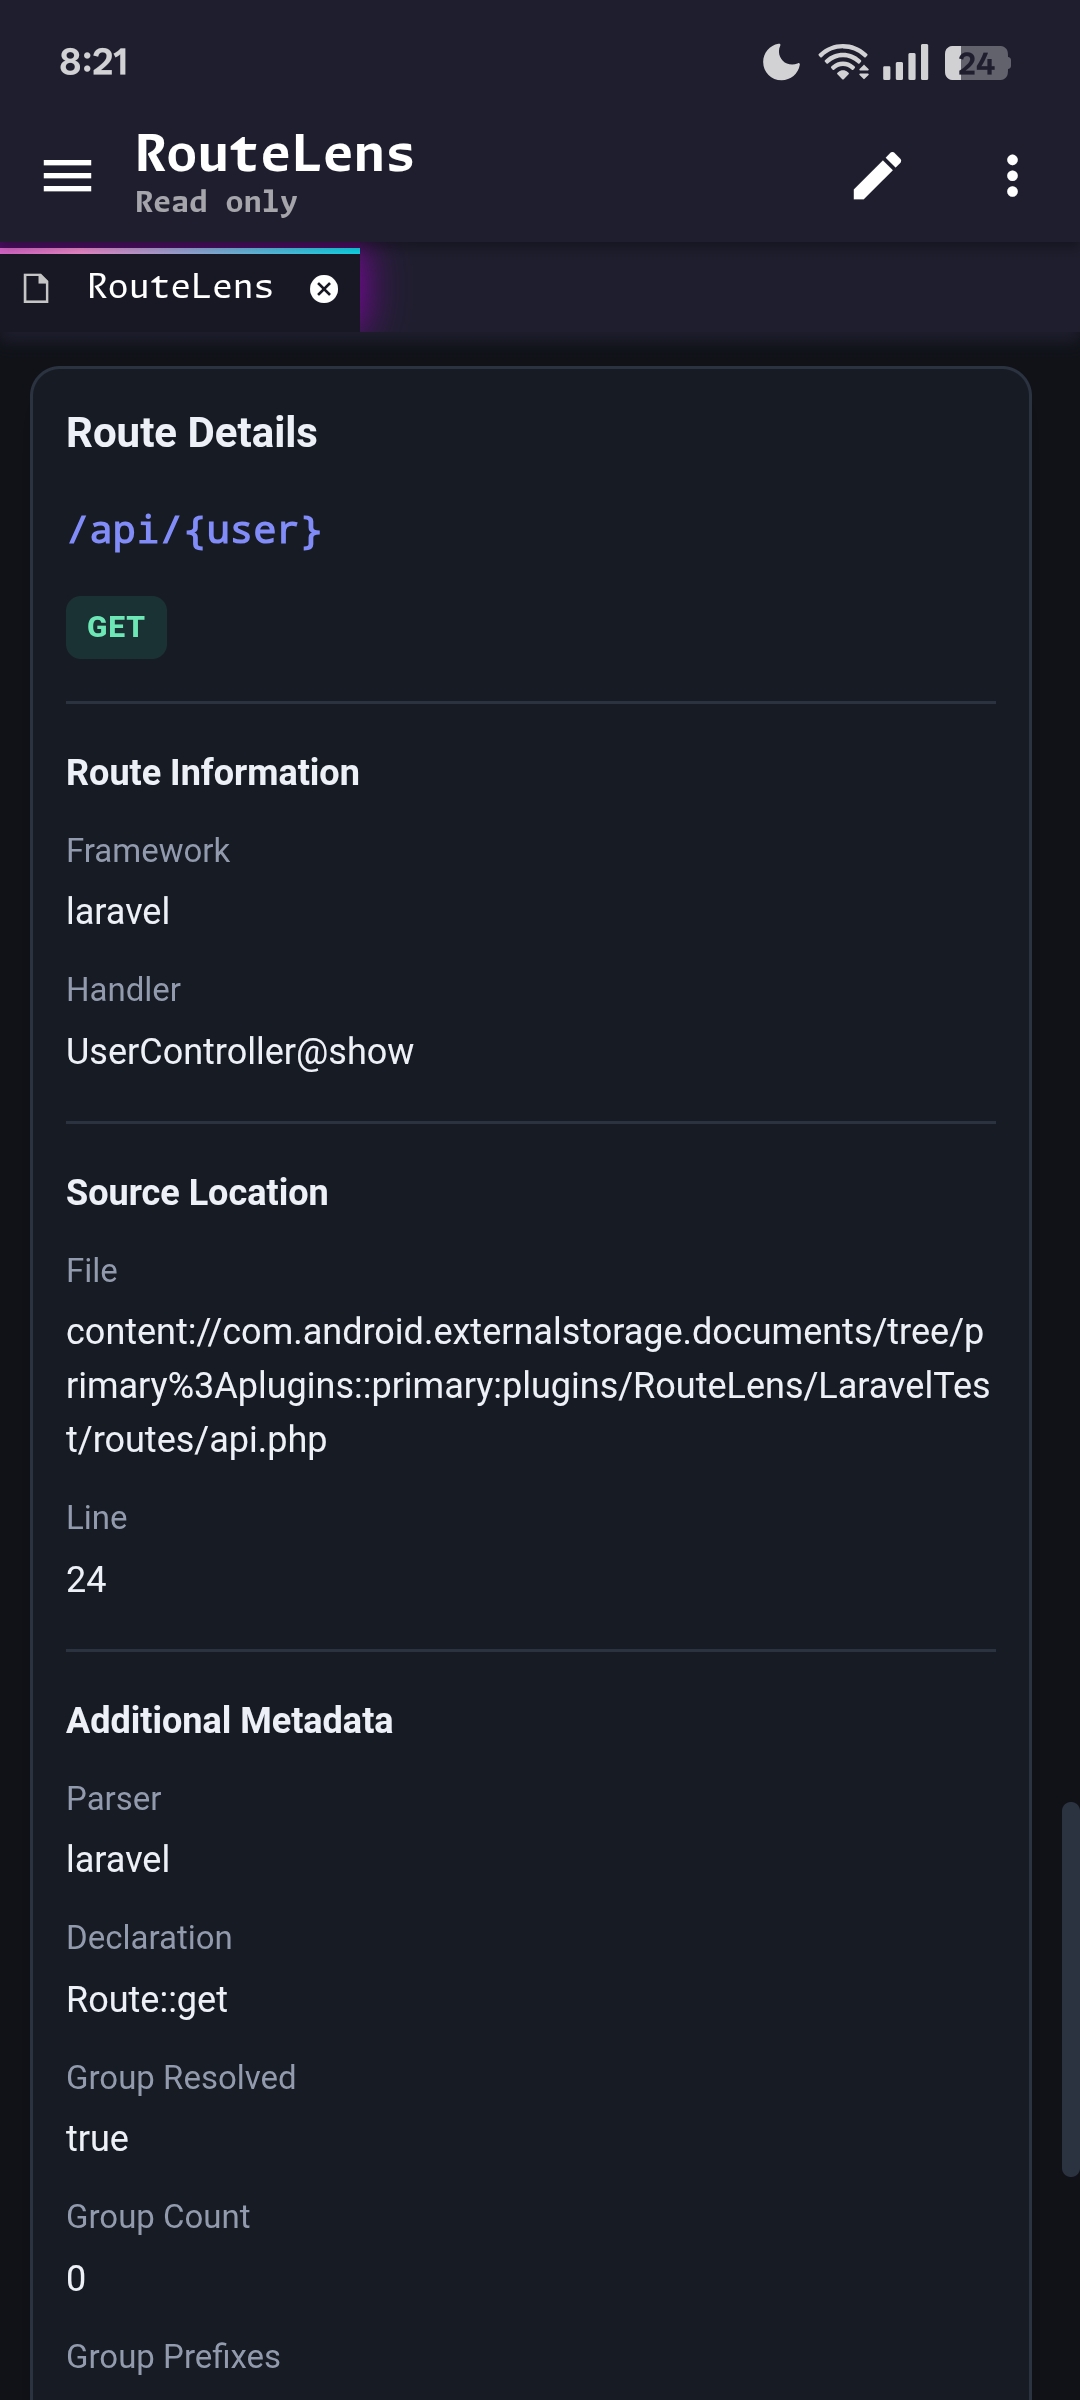 8:21
24
RouteLens
Read only
RouteLens
Route Details
/api/{user}
GET
Route Information
Framework
laravel
Handler
UserController@show
Source Location
File
content://com.android.externalstorage.documents/tree/p
rimary%3Aplugins::primary:plugins/RouteLens/LaravelTes
t/routes/api.php
Line
24
Additional Metadata
Parser
laravel
Declaration
Route::get
Group Resolved
true
Group Count
0
Group Prefixes